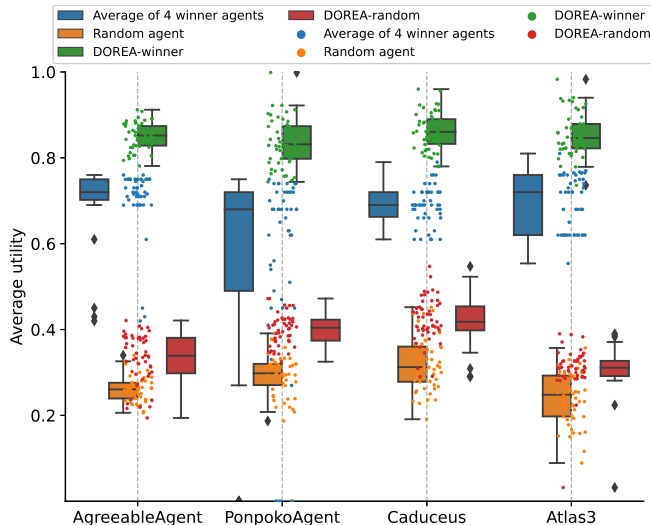 Average of 4 winner agents
Random agent
DOREA-winner
DOREA-random
Average of 4 winner agents
Random agent
DOREA-winner
DOREA-random
Average utility
1.0
0.8
0.6
0.4
0.2
AgreeableAgent PonpokoAgent Caduceus Atlas3